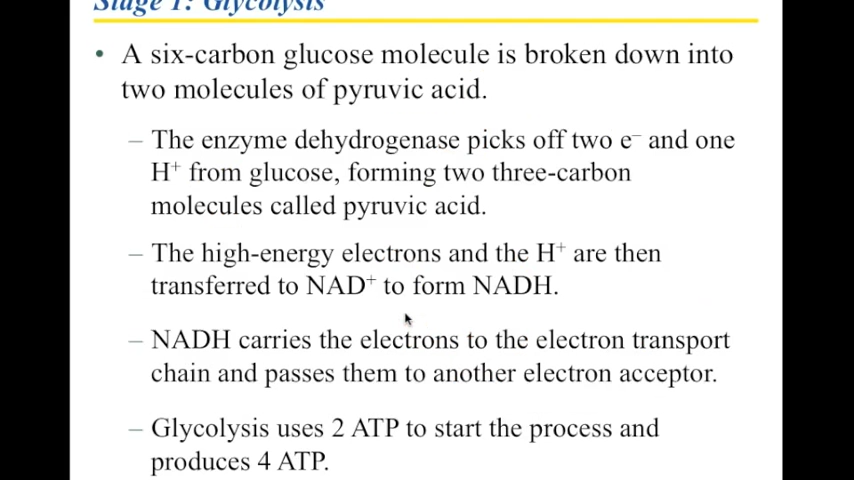 Stage 1: Glycolysis
• A six-carbon glucose molecule is broken down into
two molecules of pyruvic acid.
– The enzyme dehydrogenase picks off two e⁻ and one
H⁺ from glucose, forming two three-carbon
molecules called pyruvic acid.
– The high-energy electrons and the H⁺ are then
transferred to NAD⁺ to form NADH.
– NADH carries the electrons to the electron transport
chain and passes them to another electron acceptor.
– Glycolysis uses 2 ATP to start the process and
produces 4 ATP.